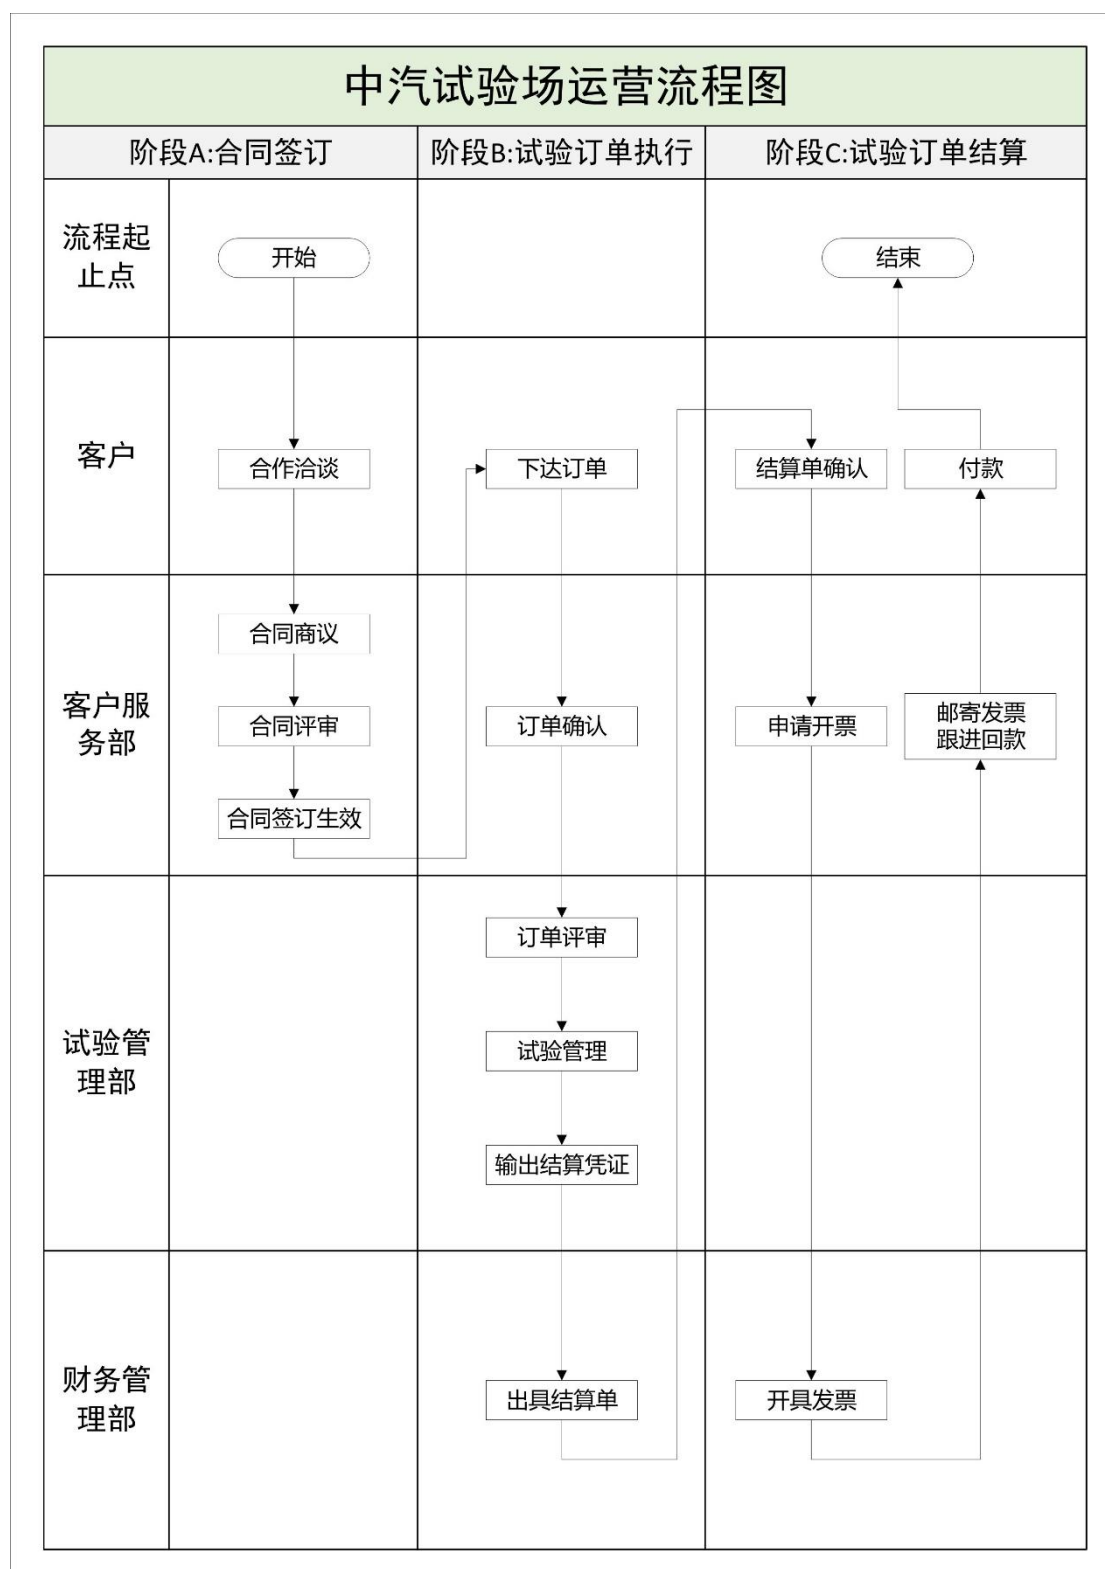 中汽试验场运营流程图
阶段A:合同签订
阶段B:试验订单执行
阶段C:试验订单结算
流程起
止点
开始
结束
客户
合作洽谈
下达订单
结算单确认
付款
客户服
务部
合同商议
合同评审
合同签订生效
订单确认
申请开票
邮寄发票
跟进回款
试验管
理部
订单评审
试验管理
输出结算凭证
财务管
理部
出具结算单
开具发票